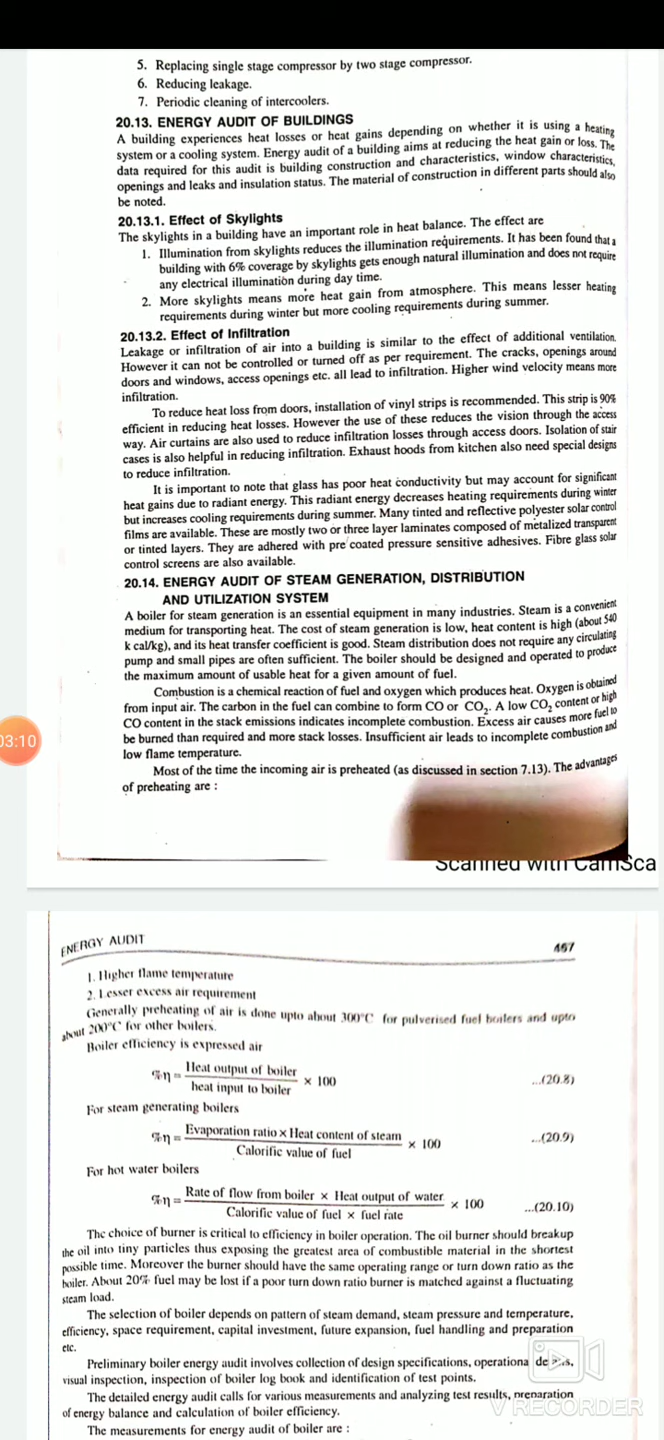 5. Replacing single stage compressor by two stage compressor.
6. Reducing leakage.
7. Periodic cleaning of intercoolers.
20.13. ENERGY AUDIT OF BUILDINGS
A building experiences heat losses or heat gains depending on whether it is using a heating
system or a cooling system. Energy audit of a building aims at reducing the heat gain or loss. The
data required for this audit is building construction and characteristics, window characteristics,
openings and leaks and insulation status. The material of construction in different parts should also
be noted.
20.13.1. Effect of Skylights
The skylights in a building have an important role in heat balance. The effect are
1. Illumination from skylights reduces the illumination requirements. It has been found that a
building with 6% coverage by skylights gets enough natural illumination and does not require
any electrical illumination during day time.
2. More skylights means more heat gain from atmosphere. This means lesser heating
requirements during winter but more cooling requirements during summer.
20.13.2. Effect of Infiltration
Leakage or infiltration of air into a building is similar to the effect of additional ventilation.
However it can not be controlled or turned off as per requirement. The cracks, openings around
doors and windows, access openings etc. all lead to infiltration. Higher wind velocity means more
infiltration.
To reduce heat loss from doors, installation of vinyl strips is recommended. This strip is 90%
efficient in reducing heat losses. However the use of these reduces the vision through the access
way. Air curtains are also used to reduce infiltration losses through access doors. Isolation of stair
cases is also helpful in reducing infiltration. Exhaust hoods from kitchen also need special designs
to reduce infiltration.
It is important to note that glass has poor heat conductivity but may account for significant
heat gains due to radiant energy. This radiant energy decreases heating requirements during winter
but increases cooling requirements during summer. Many tinted and reflective polyester solar control
films are available. These are mostly two or three layer laminates composed of metalized transparent
or tinted layers. They are adhered with pre coated pressure sensitive adhesives. Fibre glass solar
control screens are also available.
20.14. ENERGY AUDIT OF STEAM GENERATION, DISTRIBUTION
AND UTILIZATION SYSTEM
A boiler for steam generation is an essential equipment in many industries. Steam is a convenient
medium for transporting heat. The cost of steam generation is low, heat content is high (about 540
k cal/kg), and its heat transfer coefficient is good. Steam distribution does not require any circulating
pump and small pipes are often sufficient. The boiler should be designed and operated to produce
the maximum amount of usable heat for a given amount of fuel.
Combustion is a chemical reaction of fuel and oxygen which produces heat. Oxygen is obtained
from input air. The carbon in the fuel can combine to form CO or CO₂. A low CO₂ content or high
CO content in the stack emissions indicates incomplete combustion. Excess air causes more fuel to
be burned than required and more stack losses. Insufficient air leads to incomplete combustion and
low flame temperature.
03:10
Most of the time the incoming air is preheated (as discussed in section 7.13). The advantages
of preheating are :
Scanned with CamSca
ENERGY AUDIT 467
1. Higher flame temperature
2. Lesser excess air requirement
Generally preheating of air is done upto about 300°C for pulverised fuel boilers and upto
about 200°C for other boilers.
Boiler efficiency is expressed air
%η = Heat output of boiler / heat input to boiler × 100 ...(20.8)
For steam generating boilers
%η = Evaporation ratio × Heat content of steam / Calorific value of fuel × 100 ...(20.9)
For hot water boilers
%η = Rate of flow from boiler × Heat output of water / Calorific value of fuel × fuel rate × 100 ...(20.10)
The choice of burner is critical to efficiency in boiler operation. The oil burner should breakup
the oil into tiny particles thus exposing the greatest area of combustible material in the shortest
possible time. Moreover the burner should have the same operating range or turn down ratio as the
boiler. About 20% fuel may be lost if a poor turn down ratio burner is matched against a fluctuating
steam load.
The selection of boiler depends on pattern of steam demand, steam pressure and temperature,
efficiency, space requirement, capital investment, future expansion, fuel handling and preparation
etc.
Preliminary boiler energy audit involves collection of design specifications, operational
visual inspection, inspection of boiler log book and identification of test points.
The detailed energy audit calls for various measurements and analyzing test results, preparation
of energy balance and calculation of boiler efficiency.
V RECORDER
The measurements for energy audit of boiler are :